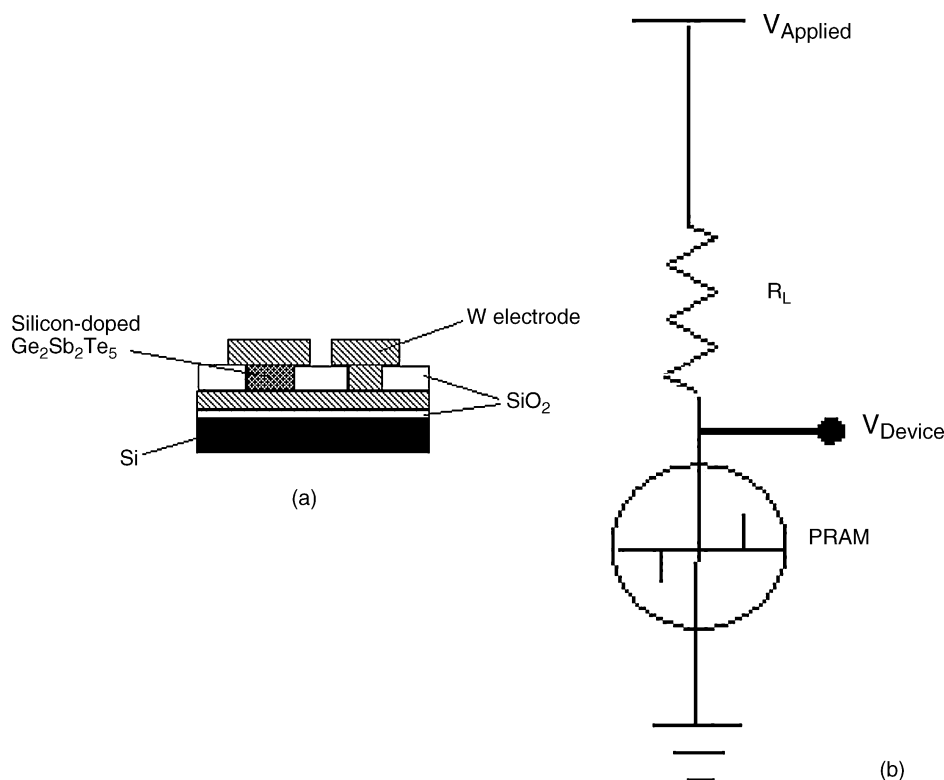 Silicon-doped
Ge₂Sb₂Te₅
W electrode
SiO₂
Si
(a)
V_Applied
R_L
V_Device
PRAM
(b)